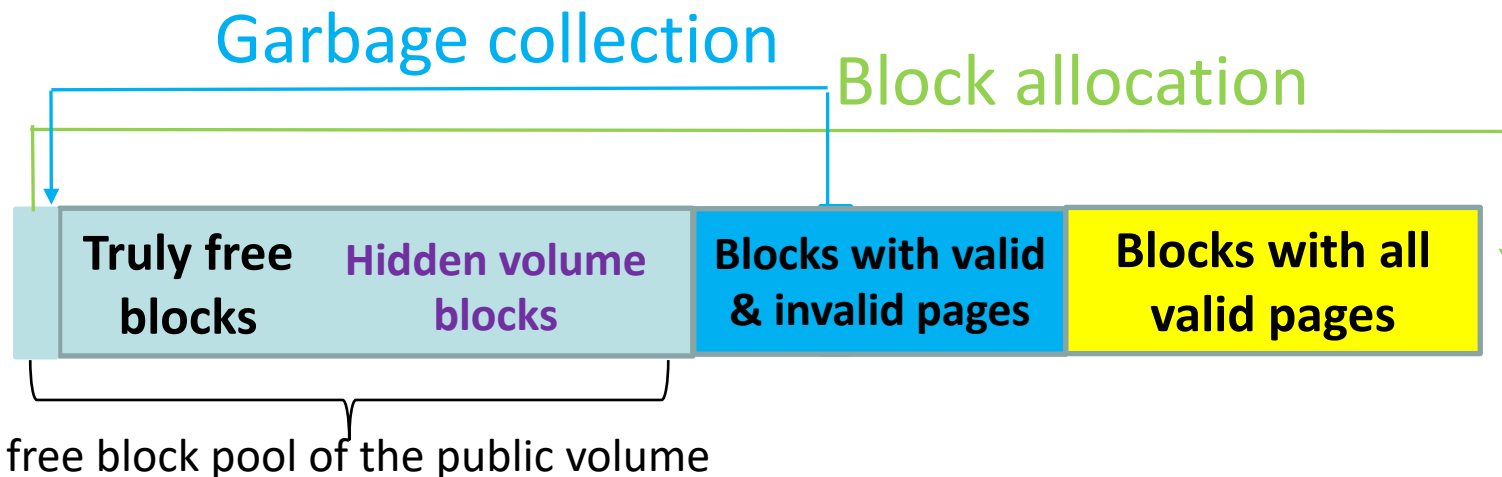 Garbage collection
Block allocation
Truly free
blocks
Hidden volume
blocks
Blocks with valid
& invalid pages
Blocks with all
valid pages
free block pool of the public volume